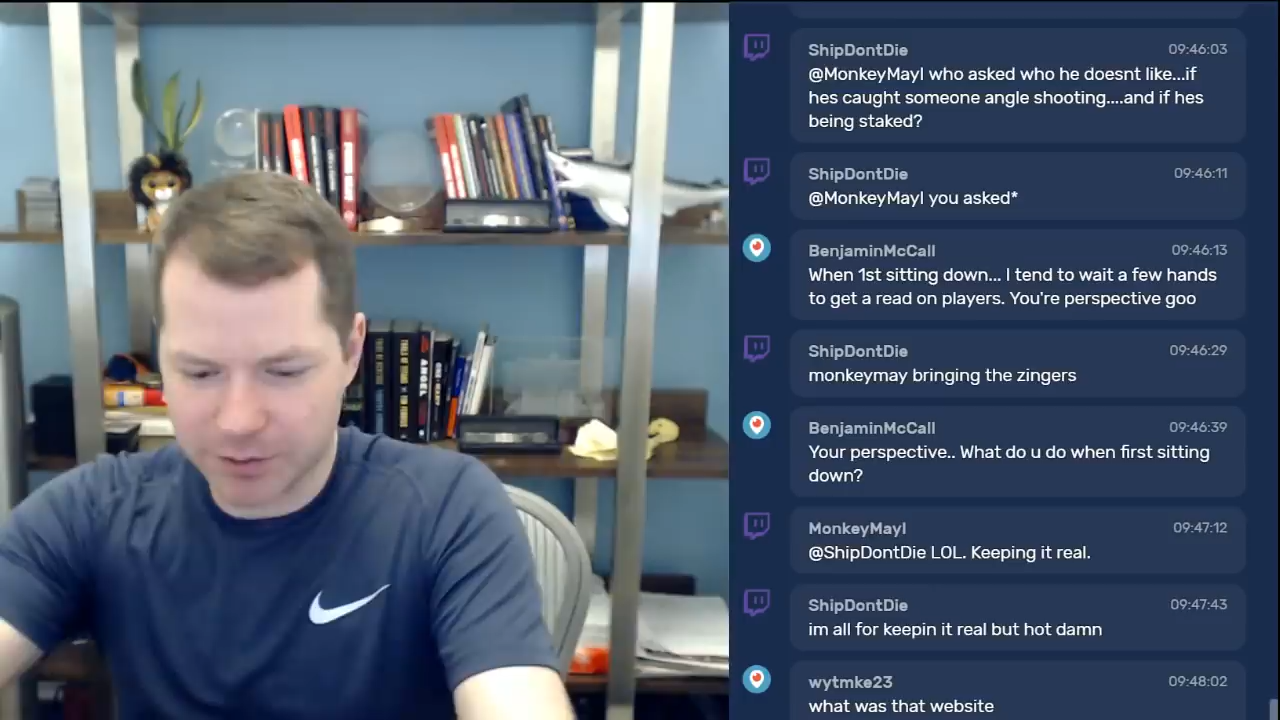 ShipDontDie 09:46:03
@MonkeyMayI who asked who he doesnt like...if
hes caught someone angle shooting....and if hes
being staked?
ShipDontDie 09:46:11
@MonkeyMayI you asked*
BenjaminMcCall 09:46:13
When 1st sitting down... I tend to wait a few hands
to get a read on players. You're perspective goo
ShipDontDie 09:46:29
monkeymay bringing the zingers
BenjaminMcCall 09:46:39
Your perspective.. What do u do when first sitting
down?
MonkeyMayI 09:47:12
@ShipDontDie LOL. Keeping it real.
ShipDontDie 09:47:43
im all for keepin it real but hot damn
wytmke23 09:48:02
what was that website
ANGEL